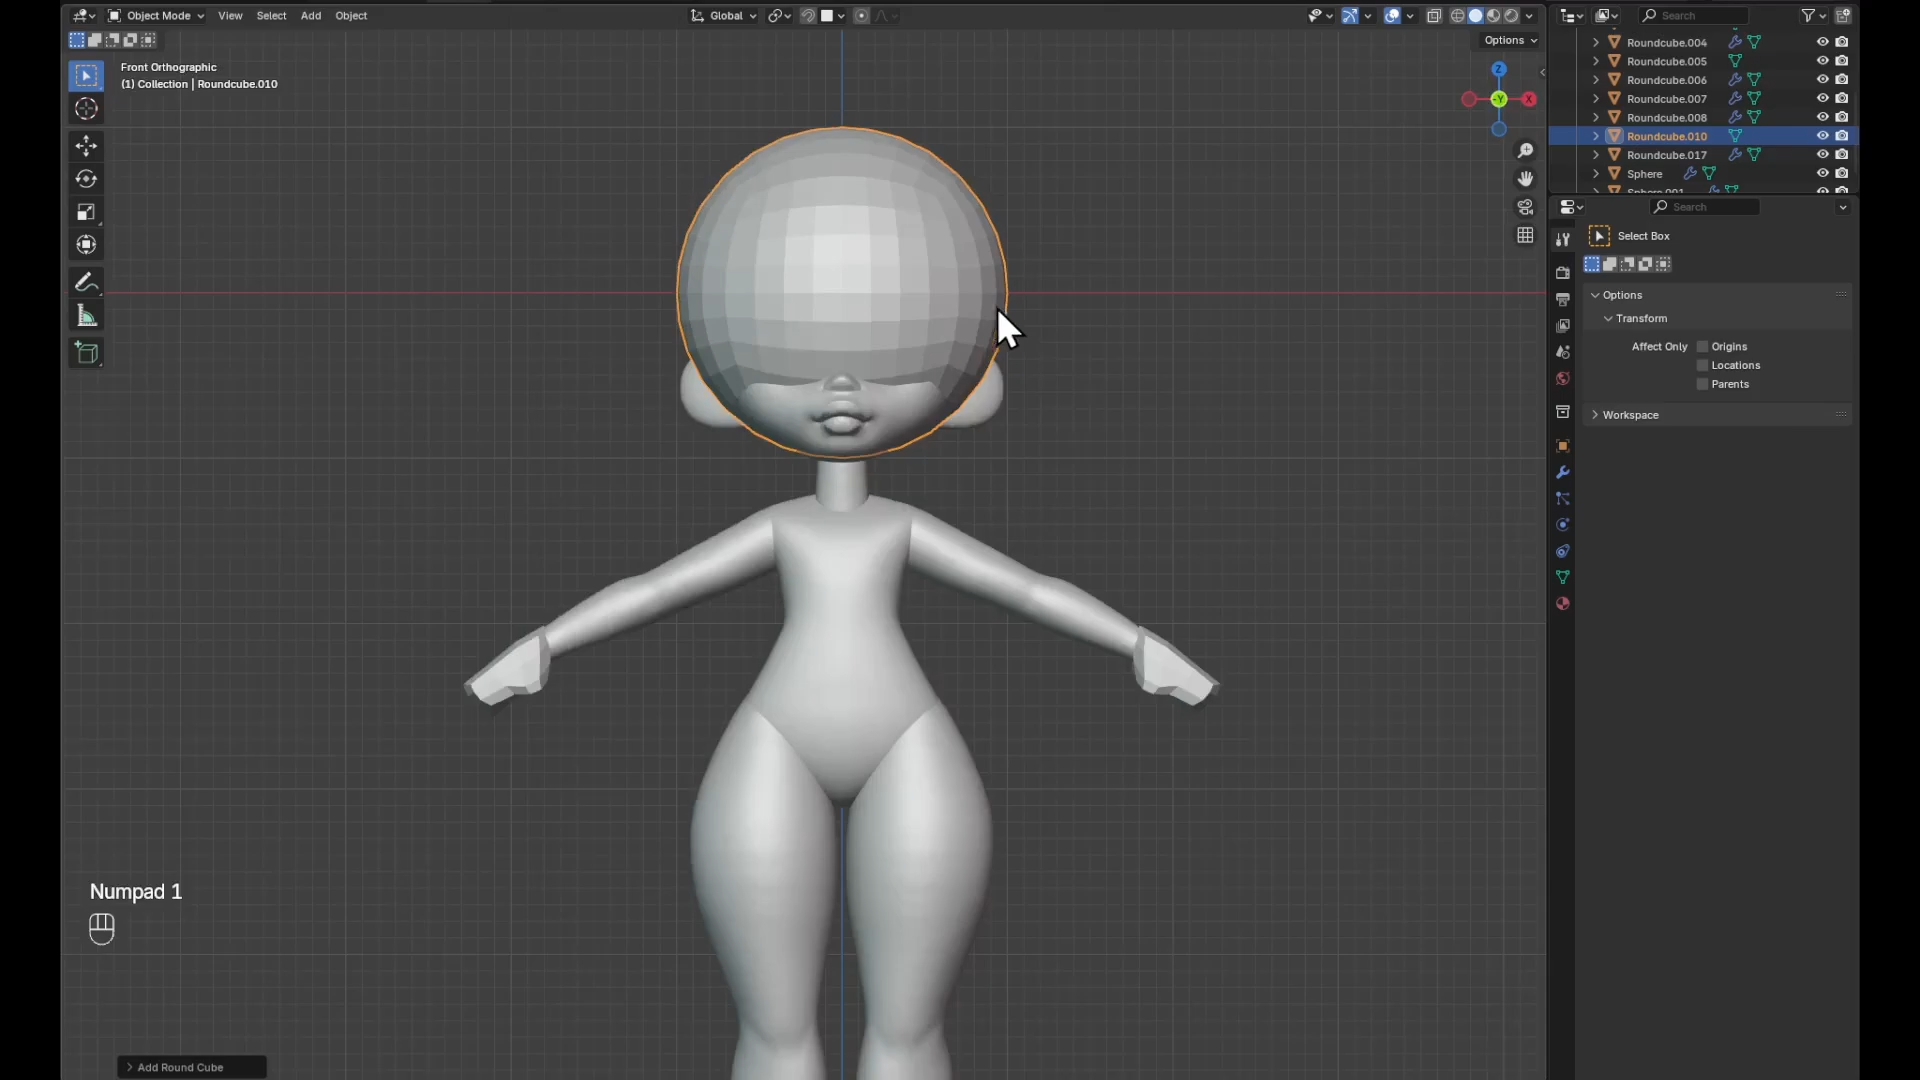 Object Mode View Select Add Object Global
Options
Front Orthographic
(1) Collection | Roundcube.010
Z
-Y
X
Numpad 1
Add Round Cube
Search
Roundcube.004
Roundcube.005
Roundcube.006
Roundcube.007
Roundcube.008
Roundcube.010
Roundcube.017
Sphere
Sphere.001
Search
Select Box
Options
Transform
Affect Only Origins
Locations
Parents
Workspace